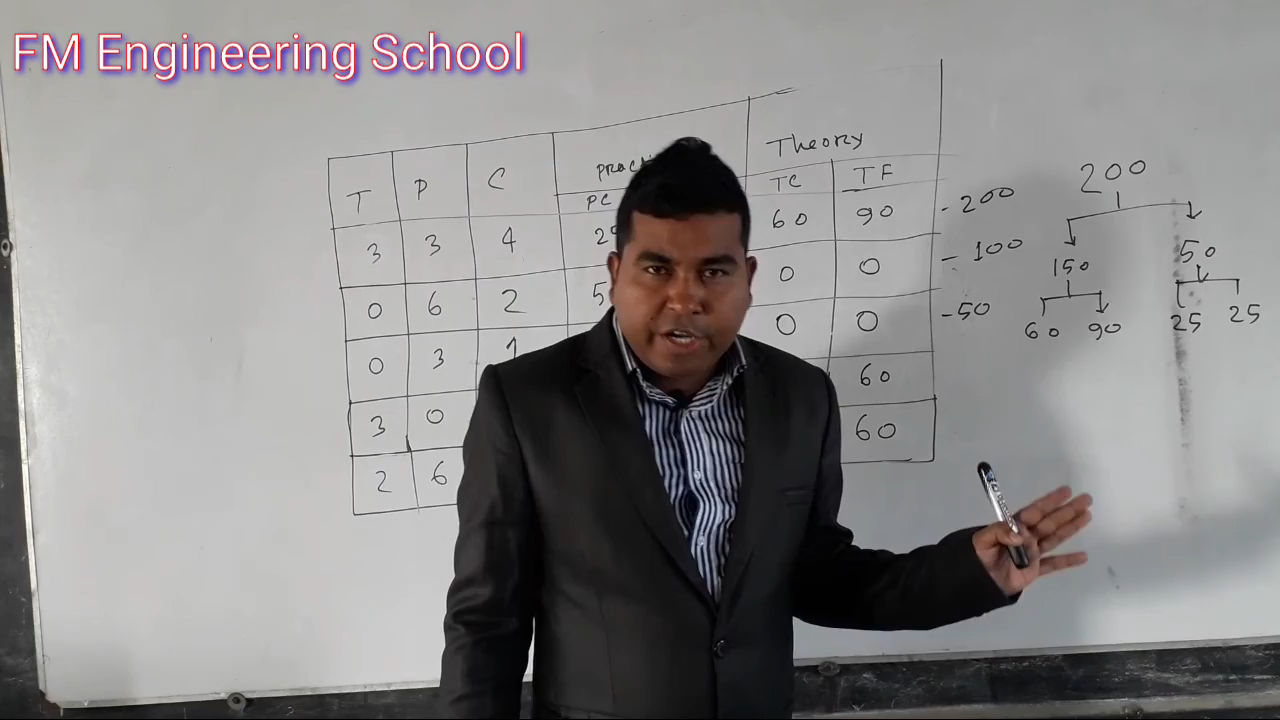 FM Engineering School
T P C Theory
PC TC TF
3 3 4 60 90 - 200
0 6 2 5 0 0 - 100
0 3 1 0 0 -50
3 0 60
2 6 60
200
150 50
60 90 25 25